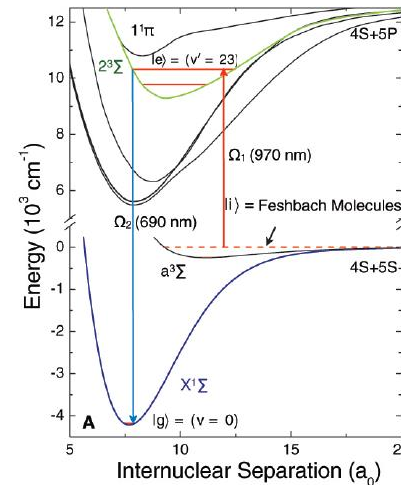 1¹π
4S+5P
2³Σ
|e⟩ = (v' = 23)
12
10
8
6
0
-1
-2
-3
-4
Energy (10³ cm⁻¹)
Ω₁ (970 nm)
Ω₂ (690 nm)
|i⟩ = Feshbach Molecules
a³Σ
4S+5S
X¹Σ
A
|g⟩ = (v = 0)
5
10
15
2
Internuclear Separation (a₀)